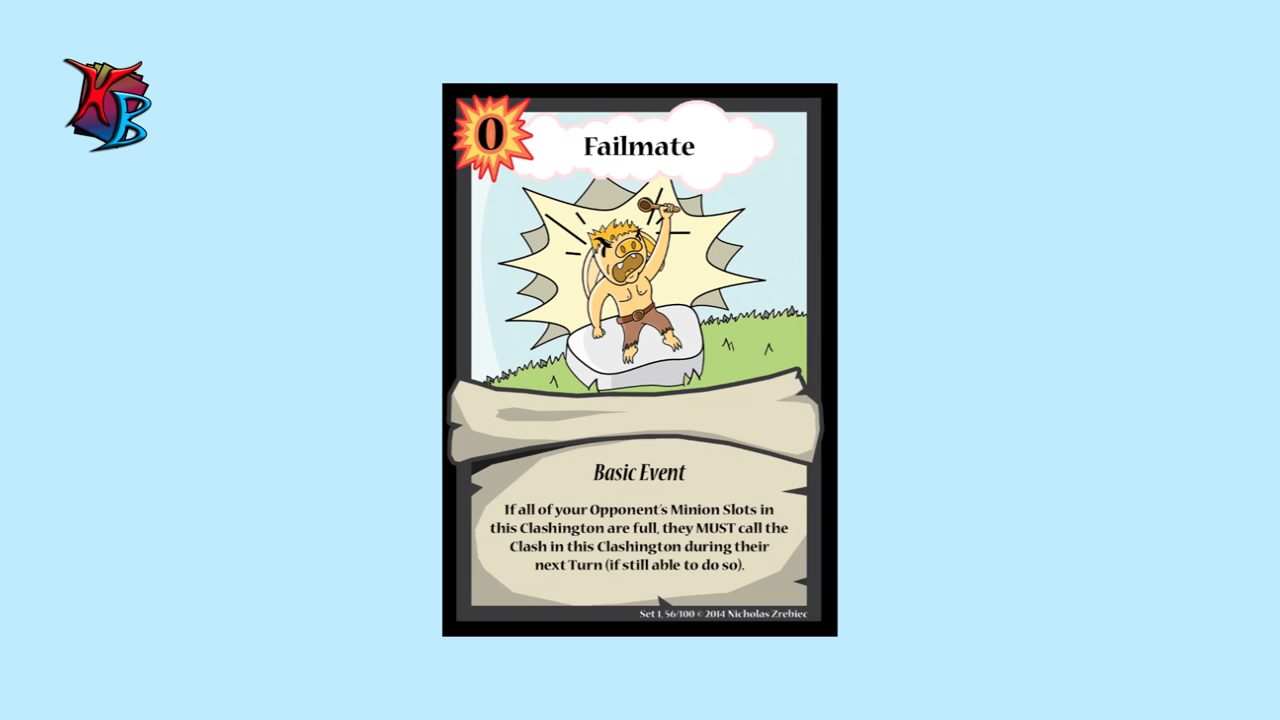 KB
0
Failmate
Basic Event
If all of your Opponent's Minion Slots in
this Clashington are full, they MUST call the
Clash in this Clashington during their
next Turn (if still able to do so).
Set 1, 56/100 © 2014 Nicholas Zrebiec